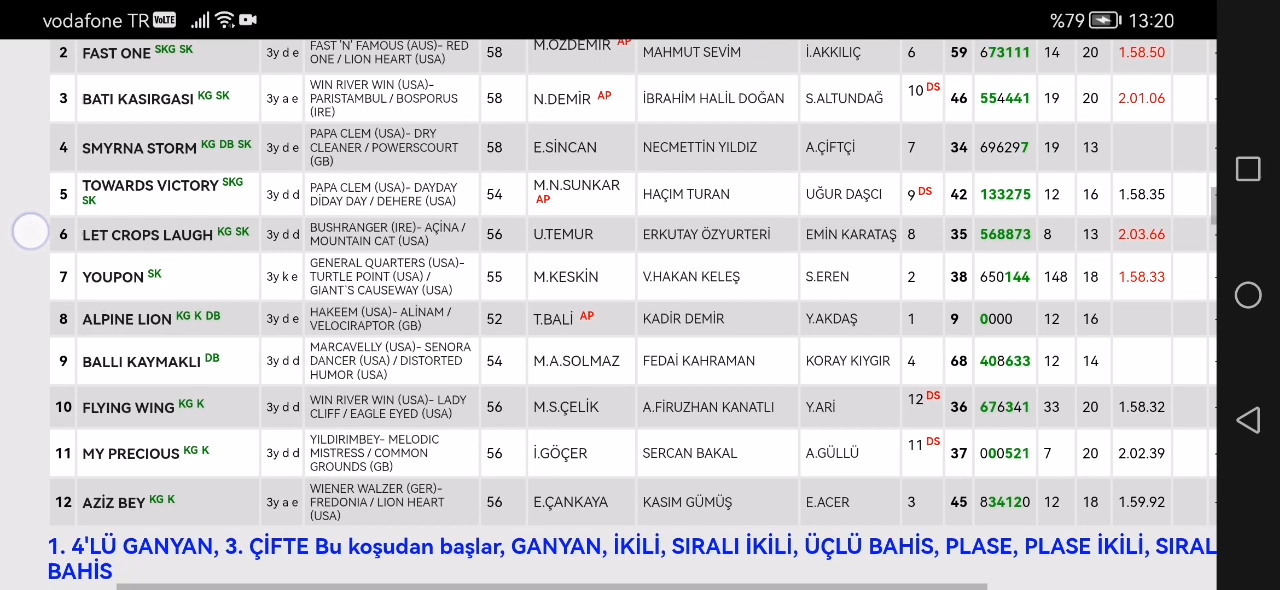 vodafone TR VoLTE %79 13:20
2 FAST ONE SKG SK 3y d e FAST 'N' FAMOUS (AUS)- RED ONE / LION HEART (USA) 58 M.ÖZDEMİR AP MAHMUT SEVİM İ.AKKILIÇ 6 59 673111 14 20 1.58.50
3 BATI KASIRGASI KG SK 3y a e WIN RIVER WIN (USA)- PARISTAMBUL / BOSPORUS (IRE) 58 N.DEMİR AP İBRAHİM HALİL DOĞAN S.ALTUNDAĞ 10 DS 46 554441 19 20 2.01.06
4 SMYRNA STORM KG DB SK 3y d e PAPA CLEM (USA)- DRY CLEANER / POWERSCOURT (GB) 58 E.SİNCAN NECMETTİN YILDIZ A.ÇİFTÇİ 7 34 696297 19 13
5 TOWARDS VICTORY SKG SK 3y d d PAPA CLEM (USA)- DAYDAY DİDAY DAY / DEHERE (USA) 54 M.N.SUNKAR AP HAÇIM TURAN UĞUR DAŞCI 9 DS 42 133275 12 16 1.58.35
6 LET CROPS LAUGH KG SK 3y d d BUSHRANGER (IRE)- AÇİNA / MOUNTAIN CAT (USA) 56 U.TEMUR ERKUTAY ÖZYURTERİ EMİN KARATAŞ 8 35 568873 8 13 2.03.66
7 YOUPON SK 3y k e GENERAL QUARTERS (USA)- TURTLE POINT (USA) / GIANT`S CAUSEWAY (USA) 55 M.KESKİN V.HAKAN KELEŞ S.EREN 2 38 650144 148 18 1.58.33
8 ALPINE LION KG K DB 3y d e HAKEEM (USA)- ALİNAM / VELOCIRAPTOR (GB) 52 T.BALİ AP KADİR DEMİR Y.AKDAŞ 1 9 0000 12 16
9 BALLI KAYMAKLI DB 3y d d MARCAVELLY (USA)- SENORA DANCER (USA) / DISTORTED HUMOR (USA) 54 M.A.SOLMAZ FEDAİ KAHRAMAN KORAY KIYGIR 4 68 408633 12 14
10 FLYING WING KG K 3y d d WIN RIVER WIN (USA)- LADY CLIFF / EAGLE EYED (USA) 56 M.S.ÇELİK A.FİRUZHAN KANATLI Y.ARİ 12 DS 36 676341 33 20 1.58.32
11 MY PRECIOUS KG K 3y d d YILDIRIMBEY- MELODIC MISTRESS / COMMON GROUNDS (GB) 56 İ.GÖÇER SERCAN BAKAL A.GÜLLÜ 11 DS 37 000521 7 20 2.02.39
12 AZİZ BEY KG K 3y a e WIENER WALZER (GER)- FREDONIA / LION HEART (USA) 56 E.ÇANKAYA KASIM GÜMÜŞ E.ACER 3 45 834120 12 18 1.59.92
1. 4'LÜ GANYAN, 3. ÇİFTE Bu koşudan başlar, GANYAN, İKİLİ, SIRALI İKİLİ, ÜÇLÜ BAHİS, PLASE, PLASE İKİLİ, SIRAL
BAHİS